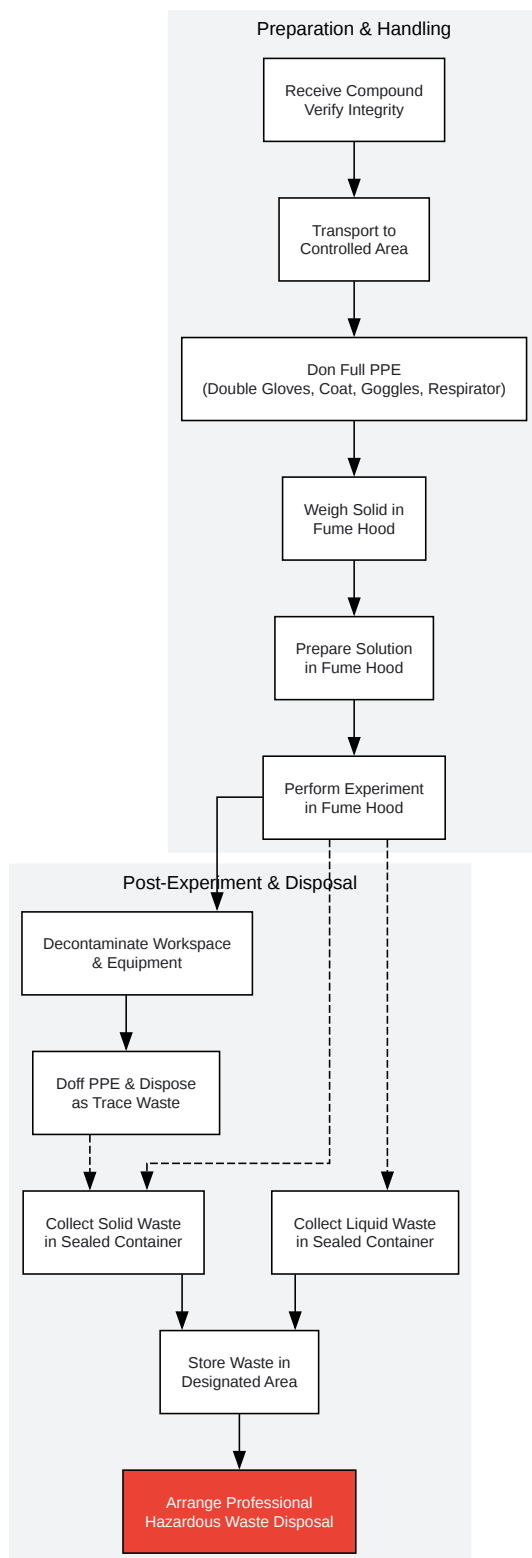 Preparation & Handling
Receive Compound
Verify Integrity
Transport to
Controlled Area
Don Full PPE
(Double Gloves, Coat, Goggles, Respirator)
Weigh Solid in
Fume Hood
Prepare Solution
in Fume Hood
Perform Experiment
in Fume Hood
Post-Experiment & Disposal
Decontaminate Workspace
& Equipment
Doff PPE & Dispose
as Trace Waste
Collect Solid Waste
in Sealed Container
Collect Liquid Waste
in Sealed Container
Store Waste in
Designated Area
Arrange Professional
Hazardous Waste Disposal